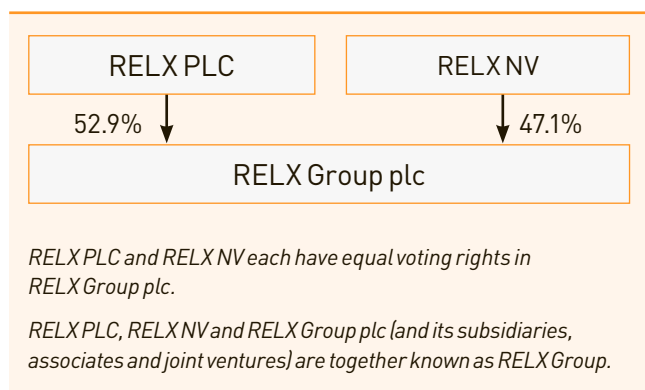 RELX PLC
RELX NV
52.9%
47.1%
RELX Group plc
RELX PLC and RELX NV each have equal voting rights in
RELX Group plc.
RELX PLC, RELX NV and RELX Group plc (and its subsidiaries,
associates and joint ventures) are together known as RELX Group.